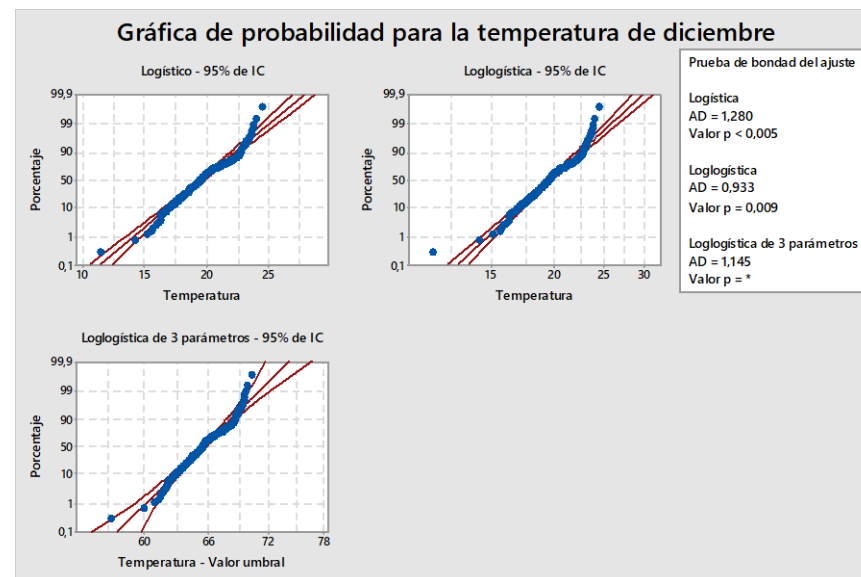 Gráfica de probabilidad para la temperatura de diciembre
Logístico - 95% de IC
99,9
99
90
50
10
1
0,1
Porcentaje
10 15 20 25
Temperatura
Loglogística - 95% de IC
99,9
99
90
50
10
1
0,1
Porcentaje
15 20 25 30
Temperatura
Prueba de bondad del ajuste
Logística
AD = 1,280
Valor p < 0,005
Loglogística
AD = 0,933
Valor p = 0,009
Loglogística de 3 parámetros
AD = 1,145
Valor p = *
Loglogística de 3 parámetros - 95% de IC
99,9
99
90
50
10
1
0,1
Porcentaje
60 66 72 78
Temperatura - Valor umbral